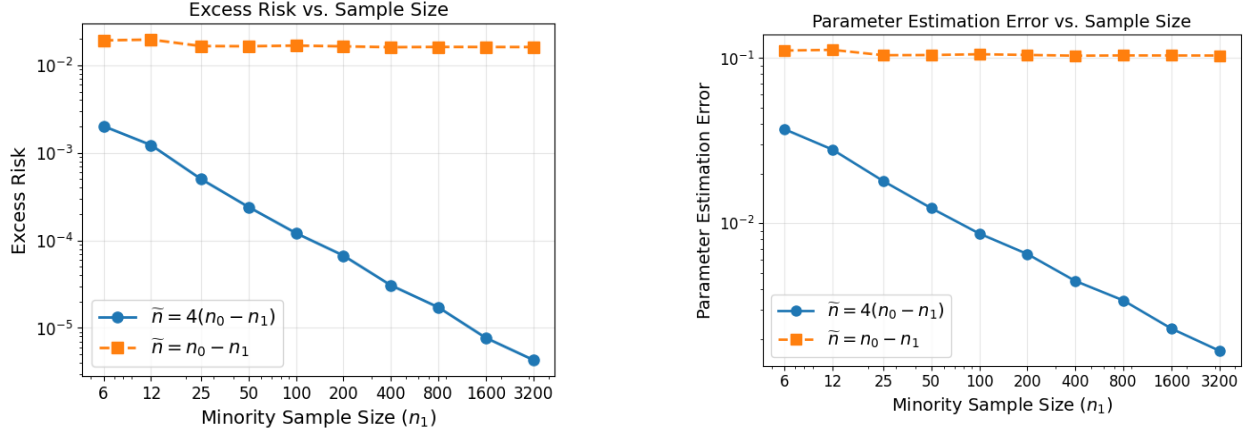 Excess Risk vs. Sample Size
Excess Risk
10⁻²
10⁻³
10⁻⁴
10⁻⁵
ñ = 4(n₀ − n₁)
ñ = n₀ − n₁
6 12 25 50 100 200 400 800 1600 3200
Minority Sample Size (n₁)
Parameter Estimation Error vs. Sample Size
Parameter Estimation Error
10⁻¹
10⁻²
ñ = 4(n₀ − n₁)
ñ = n₀ − n₁
6 12 25 50 100 200 400 800 1600 3200
Minority Sample Size (n₁)